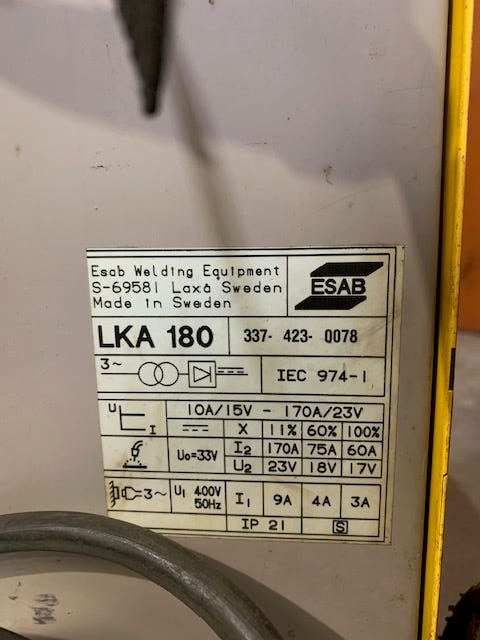 Esab Welding Equipment
S-69581 Laxå Sweden
Made in Sweden
ESAB
LKA 180 337- 423- 0078
3~ IEC 974-1
U I 10A/15V - 170A/23V
X 11% 60% 100%
U₀=33V I₂ 170A 75A 60A
U₂ 23V 18V 17V
3~ U₁ 400V 50Hz I₁ 9A 4A 3A
IP 21 S